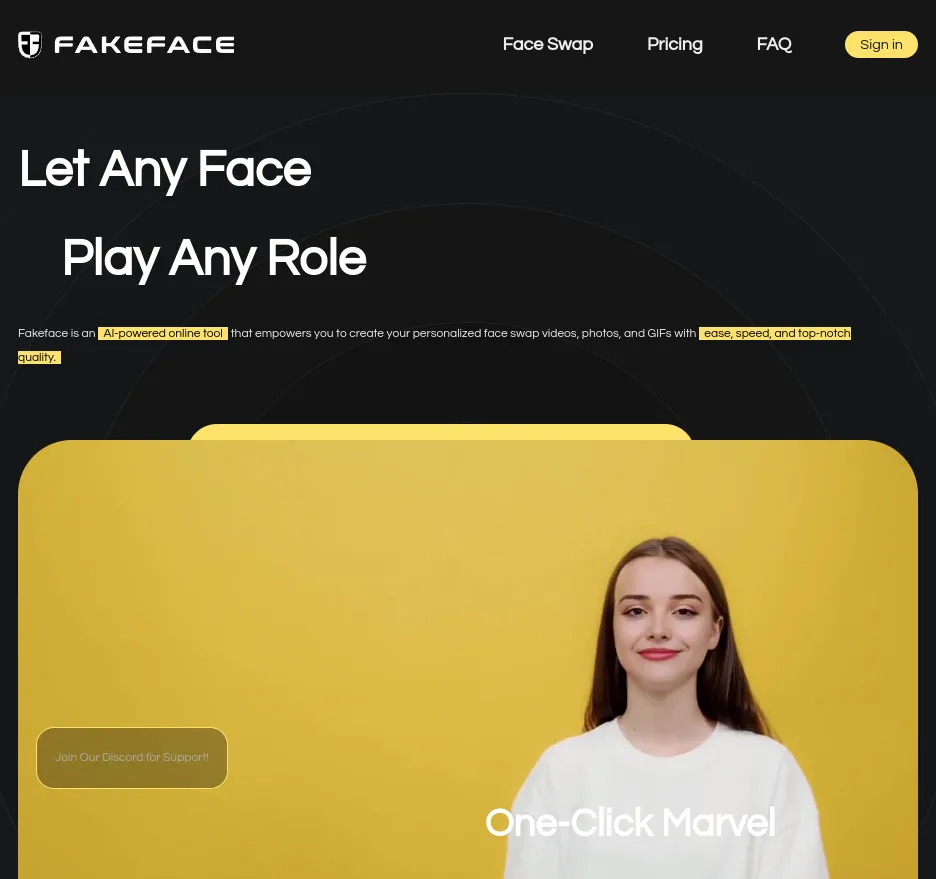 FAKEFACE
Face Swap
Pricing
FAQ
Sign in
Let Any Face
Play Any Role
Fakeface is an AI-powered online tool that empowers you to create your personalized face swap videos, photos, and GIFs with ease, speed, and top-notch
quality.
Join Our Discord for Support!
One-Click Marvel